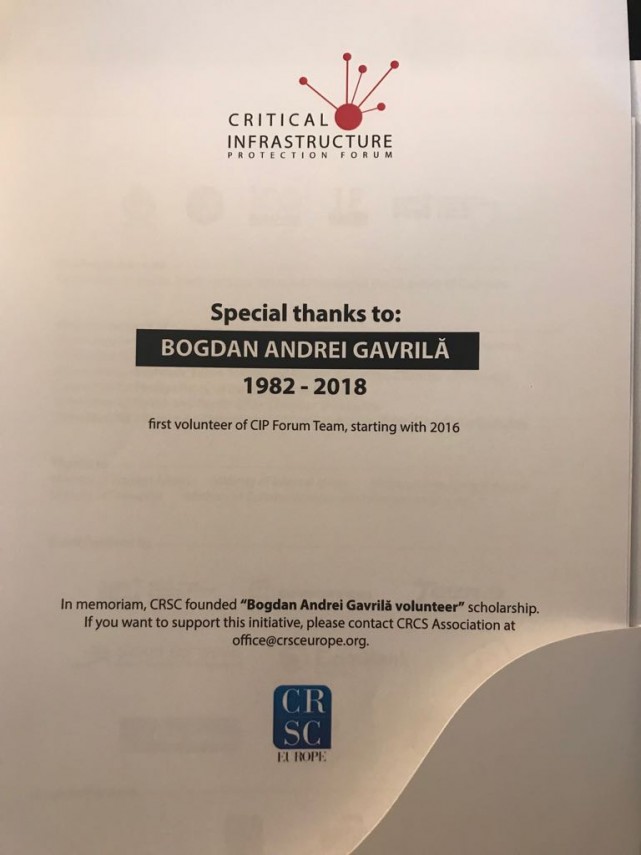 CRITICAL
INFRASTRUCTURE
PROTECTION FORUM
Special thanks to:
BOGDAN ANDREI GAVRILĂ
1982 - 2018
first volunteer of CIP Forum Team, starting with 2016
In memoriam, CRSC founded “Bogdan Andrei Gavrilă volunteer” scholarship.
If you want to support this initiative, please contact CRCS Association at
office@crsceurope.org.
CR
SC
EUROPE